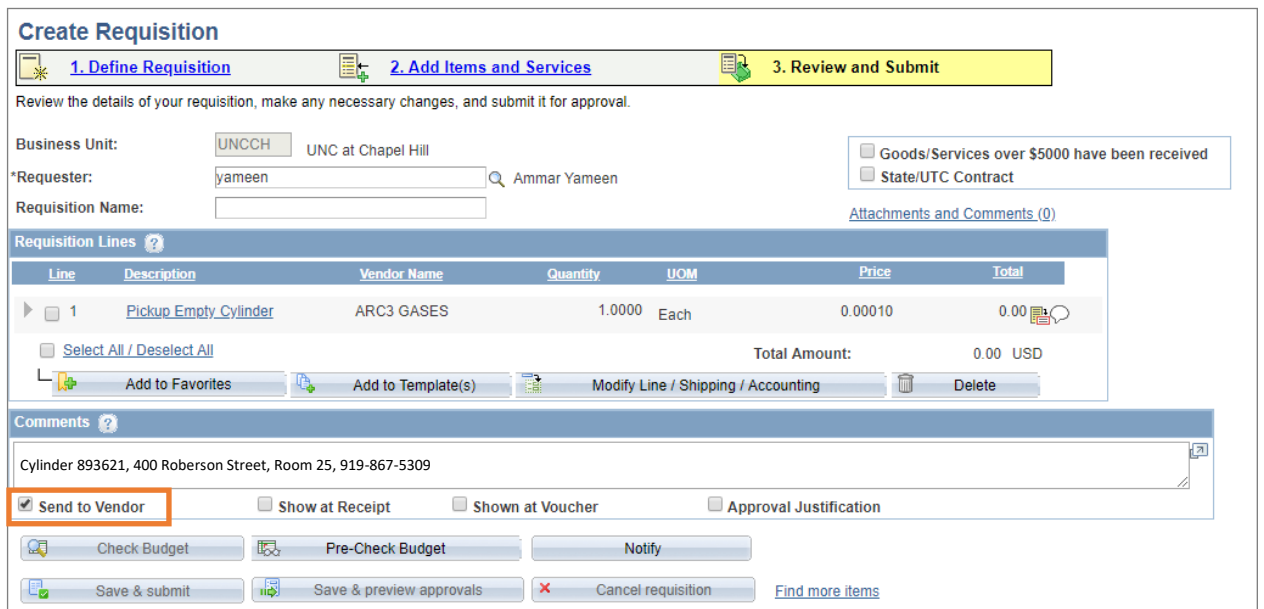 Create Requisition
1. Define Requisition 2. Add Items and Services 3. Review and Submit
Review the details of your requisition, make any necessary changes, and submit it for approval.
Business Unit: UNCCH UNC at Chapel Hill
Goods/Services over $5000 have been received
*Requester: yameen Ammar Yameen
State/UTC Contract
Requisition Name:
Attachments and Comments (0)
Requisition Lines ?
Line Description Vendor Name Quantity UOM Price Total
1 Pickup Empty Cylinder ARC3 GASES 1.0000 Each 0.00010 0.00
Select All / Deselect All Total Amount: 0.00 USD
Add to Favorites Add to Template(s) Modify Line / Shipping / Accounting Delete
Comments ?
Cylinder 893621, 400 Roberson Street, Room 25, 919-867-5309
Send to Vendor Show at Receipt Shown at Voucher Approval Justification
Check Budget Pre-Check Budget Notify
Save & submit Save & preview approvals Cancel requisition Find more items